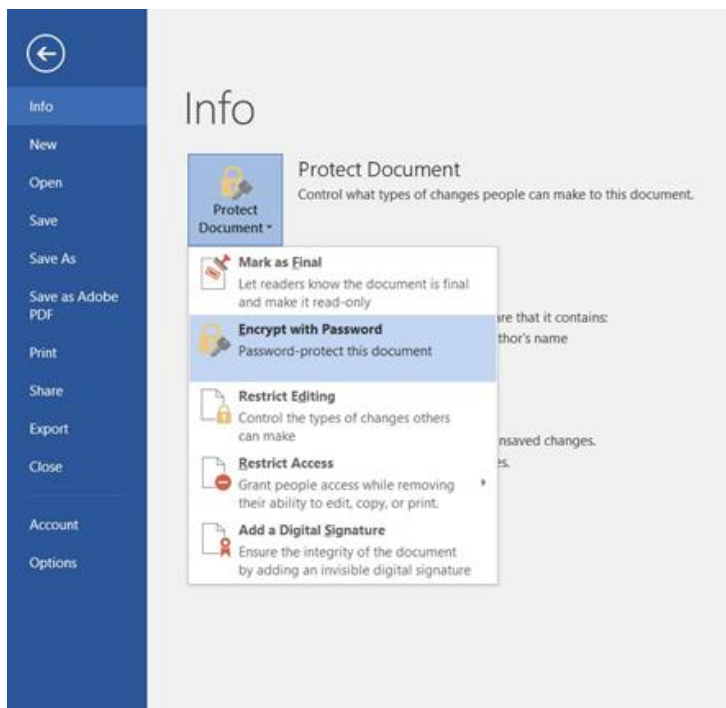 Info
New
Open
Save
Save As
Save as Adobe
PDF
Print
Share
Export
Close
Account
Options
Info
Protect
Document
Protect Document
Control what types of changes people can make to this document.
Mark as Final
Let readers know the document is final
and make it read-only
Encrypt with Password
Password-protect this document
Restrict Editing
Control the types of changes others
can make
Restrict Access
Grant people access while removing
their ability to edit, copy, or print.
Add a Digital Signature
Ensure the integrity of the document
by adding an invisible digital signature
that it contains:
name
changes.